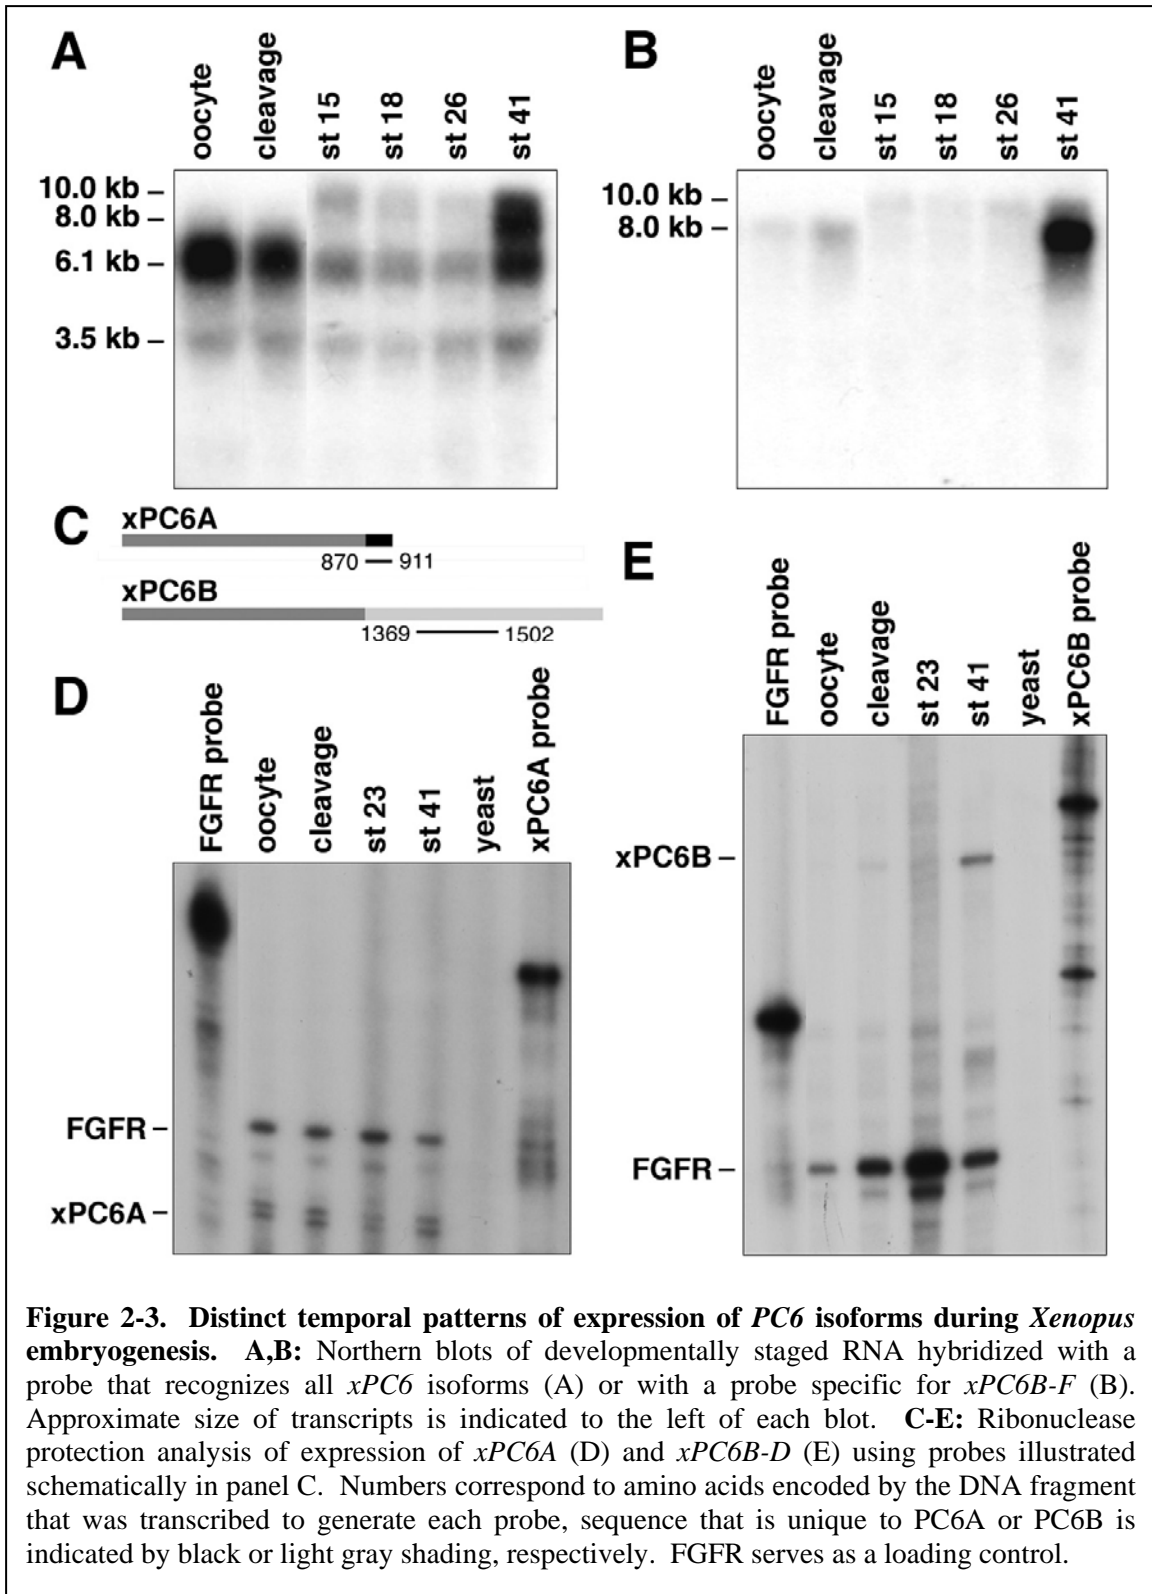 A
oocyte
cleavage
st 15
st 18
st 26
st 41
10.0 kb
8.0 kb
6.1 kb
3.5 kb
B
oocyte
cleavage
st 15
st 18
st 26
st 41
10.0 kb
8.0 kb
C
xPC6A
870 911
xPC6B
1369 1502
D
FGFR probe
oocyte
cleavage
st 23
st 41
yeast
xPC6A probe
FGFR
xPC6A
E
FGFR probe
oocyte
cleavage
st 23
st 41
yeast
xPC6B probe
xPC6B
FGFR
Figure 2-3. Distinct temporal patterns of expression of PC6 isoforms during Xenopus
embryogenesis. A,B: Northern blots of developmentally staged RNA hybridized with a
probe that recognizes all xPC6 isoforms (A) or with a probe specific for xPC6B-F (B).
Approximate size of transcripts is indicated to the left of each blot. C-E: Ribonuclease
protection analysis of expression of xPC6A (D) and xPC6B-D (E) using probes illustrated
schematically in panel C. Numbers correspond to amino acids encoded by the DNA fragment
that was transcribed to generate each probe, sequence that is unique to PC6A or PC6B is
indicated by black or light gray shading, respectively. FGFR serves as a loading control.